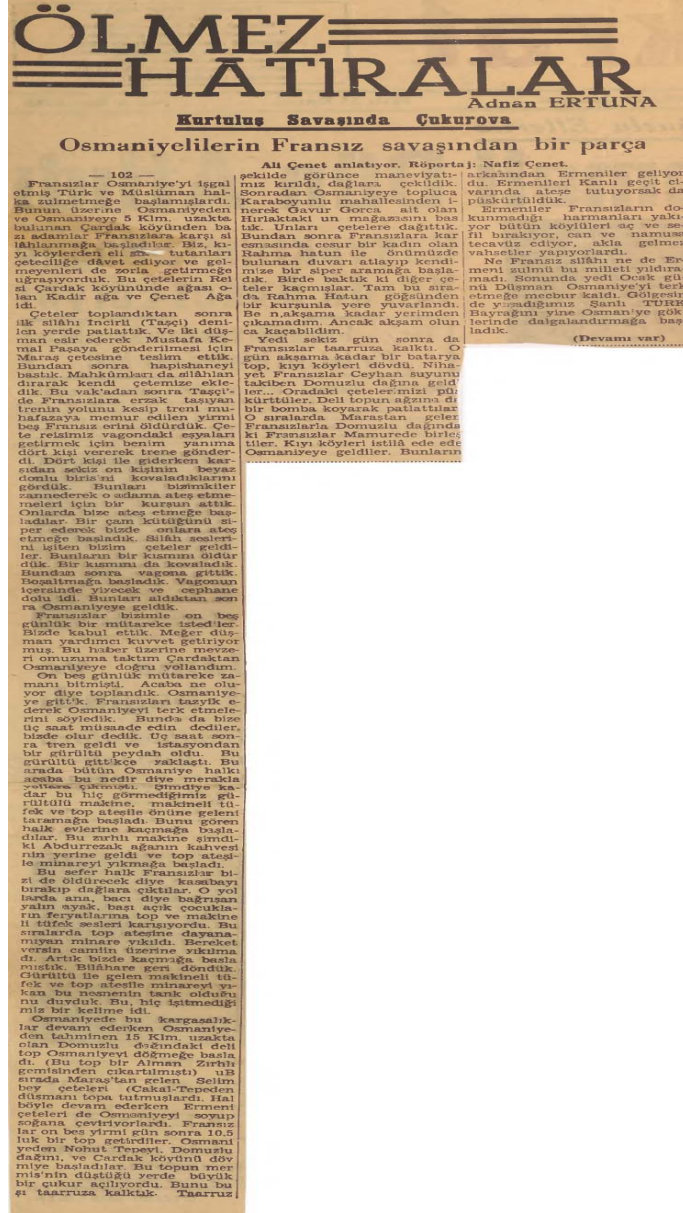 ÖLMEZ
HATIRALAR
Adnan ERTUNA
Kurtuluş Savaşında Çukurova
Osmaniyelilerin Fransız savaşından bir parça
Ali Çenet anlatıyor. Röportaj: Nafiz Çenet.
— 102 —
Fransızlar Osmaniye'yi işgal
etmiş Türk ve Müslüman hal-
ka zulmetmeğe başlamışlardı.
Bunun üzerine Osmaniyeden
ve Osmaniyeye 5 Klm. uzakta
bulunan Çardak köyünden ba
zı adamlar Fransızlara karşı si
lâhlanmağa başladılar. Biz, kı-
yı köylerden eli tutanları
çeteciliğe dâvet ediyor ve gel-
meyenleri de zorla getirmeğe
uğraşıyorduk. Bu çetelerin Rei
si Çardak köyününde ağası o-
lan Kadir ağa ve Çenet Ağa
idi.
Çeteler toplandıktan sonra
ilk silâhı İncirli (Taşçi) deni-
len yerde patlattık. Ve iki düş-
man esir ederek Mustafa Ke-
mal Paşaya gönderilmesi için
Maraş çetesine teslim ettik.
Bundan sonra hapishaneyi
bastık. Mahkûmları da silâhlan
dırarak kendi çetemize ekle-
dik. Bu vak'adan sonra Taşçi'-
de Fransızlara erzak taşıyan
trenin yolunu kesip treni mu-
hafazaya memur edilen yirmi
beş Fransız erini öldürdük. Çe-
te reisimiz vagondaki eşyaları
getirmek için benim yanıma
dört kişi vererek trene gönder-
di. Dört kişi ile giderken kar-
şıdan sekiz on kişinin beyaz
donlu birisini kovaladıklarını
gördük. Bunları bizimkiler
zannederek o adama ateş etme-
meleri için bir kurşun attık.
Onlarda bize ateş etmeğe baş-
ladılar. Bir çam kütüğünü si-
per ederek bizde onlara ateş
etmeğe başladık. Silâh sesleri-
ni işiten bizim çeteler geldi-
ler. Bunların bir kısmını öldür
dük. Bir kısmını da kovaladık.
Bundan sonra vagona gittik.
Boşaltmağa başladık. Vagonun
içersinde yiyecek ve cephane
dolu idi. Bunları aldıktan son
ra Osmaniyeye geldik.
Fransızlar bizimle on beş
günlük bir mütareke istediler.
Bizde kabul ettik. Meğer düş-
man yardımcı kuvvet getiriyor
muş. Bu haber üzerine mevze-
ri omuzuma taktım Çardaktan
Osmaniyeye doğru yollandım.
On beş günlük mütareke za-
manı bitmişti. Acaba ne olu-
yor diye toplandık. Osmaniye-
ye gitt'k. Fransızları tazyik e-
derek Osmaniyeyi terk etmele-
rini söyledik. Bunda da bize
üç saat müsaade edin dediler,
bizde olur dedik. Üç saat son-
ra tren geldi ve istasyondan
bir gürültü peydah oldu. Bu
gürültü gitt'kçe yaklaştı. Bu
arada bütün Osmaniye halkı
acaba bu nedir diye merakla
yollara çıkmıştı. Şimdiye ka-
dar bu hiç görmediğimiz gü-
rültülü makine, makineli tü-
fek ve top ateşile önüne geleni
taramağa başladı. Bunu gören
halk evlerine kaçmağa başla-
dılar. Bu zırhlı makine şimdi-
ki Abdurrezak ağanın kahvesi
nin yerine geldi ve top ateşi-
le minareyi yıkmağa başladı.
Bu sefer halk Fransızlar bi-
zi de öldürecek diye kasabayı
bırakıp dağlara çıktılar. O yol
larda ana, bacı diye bağrışan
yalın ayak, başı açık çocukla-
rın feryatlarına top ve makine
li tüfek sesleri karışıyordu. Bu
sıralarda top ateşine dayana-
mıyan minare yıkıldı. Bereket
versin camiin üzerine yıkılma
dı. Artık bizde kaçmağa başla
mıştık. Bilâhare geri döndük.
Gürültü ile gelen makineli tü-
fek ve top ateşile minareyi yı-
kan bu nesnenin tank olduğu
nu duyduk. Bu, hiç işitmediği
miz bir kelime idi.
Osmaniyede bu kargaşalık-
lar devam ederken Osmaniye-
den tahminen 15 Klm. uzakta
olan Domuzlu dağındaki deli
top Osmaniyeyi döğmeğe başla
dı. (Bu top bir Alman Zırhlı
gemisinden çıkartılmıştı) uB
sırada Maraş'tan gelen Selim
bey çeteleri (Çakal-Tepeden
düşmanı topa tutmuşlardı. Hal
böyle devam ederken Ermeni
çeteleri de Osmaniyeyi soyup
soğana çeviriyorlardı. Fransız
lar on beş yirmi gün sonra 10,5
luk bir top getirdiler. Osmani
yeden Nohut Tepeyi, Domuzlu
dağını, ve Çardak köyünü döv
miye başladılar. Bu topun mer
mis'nin düştüğü yerde büyük
bir çukur açılıyordu. Bunu bu
şı taarruza kalktık. Taarruz
şekilde görünce maneviyatı-
mız kırıldı, dağlara çekildik.
Sonradan Osmaniyeye topluca
Karaboyunlu mahallesinden i-
nerek Gavur Gorca ait olan
Hırlaktaki un mağazasını bas
tık. Unları çetelere dağıttık.
Bundan sonra Fransızlara kar
esnasında cesur bir kadın olan
Rahma hatun ile önümüzde
bulunan duvarı atlayıp kendi-
mize bir siper aramağa başla-
dık. Birde baktık ki diğer çe-
teler kaçmışlar. Tam bu sıra-
da Rahma Hatun göğsünden
bir kurşunla yere yuvarlandı.
Be n,akşama kadar yerimden
çıkamadım. Ancak akşam olun
ca kaçabildim.
Yedi sekiz gün sonra da
Fransızlar taarruza kalktı. O
gün akşama kadar bir batarya
top, kıyı köyleri dövdü. Niha-
yet Fransızlar Ceyhan suyunu
takiben Domuzlu dağına geld
ler... Oradaki çeteler.mizi pü
kürttüler. Deli topun ağzına d
bir bomba koyarak patlattılar
O sıralarda Maraştan gelen
Fransızlarla Domuzlu dağında
ki Fransızlar Mamurede birleş
tiler. Kıyı köyleri istilâ ede ede
Osmaniyeye geldiler. Bunların
arkasından Ermeniler geliyor
du. Ermenileri Kanlı geçit ci-
varında ateşe tutuyorsak da
püskürtüldük.
Ermeniler Fransızların do-
kunmadığı harmanları yakı-
yor bütün köylüleri aç ve se-
fil bırakıyor, can ve namusa
tecavüz ediyor, akla gelmez
vahşetler yapıyorlardı.
Ne Fransız silâhı ne de Er-
meni zulmü bu milleti yıldıra-
madı. Sonunda yedi Ocak gü-
nü Düşman Osmaniye'yi terk
etmeğe mecbur kaldı. Gölgesin
de yaşadığımız Şanlı TÜRK
Bayrağını yine Osmaniye gök
lerinde dalgalandırmağa baş
ladık.
(Devamı var)